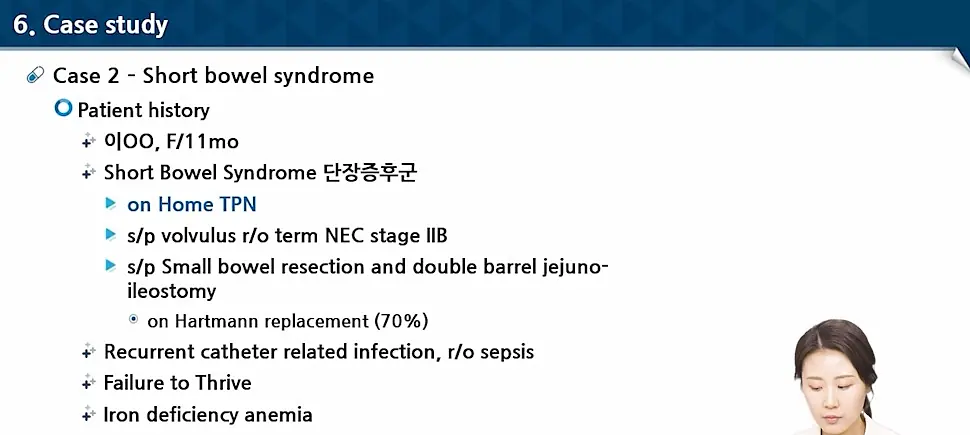 6. Case study
Case 2 - Short bowel syndrome
Patient history
이OO, F/11mo
Short Bowel Syndrome 단장증후군
on Home TPN
s/p volvulus r/o term NEC stage IIB
s/p Small bowel resection and double barrel jejuno-
ileostomy
on Hartmann replacement (70%)
Recurrent catheter related infection, r/o sepsis
Failure to Thrive
Iron deficiency anemia